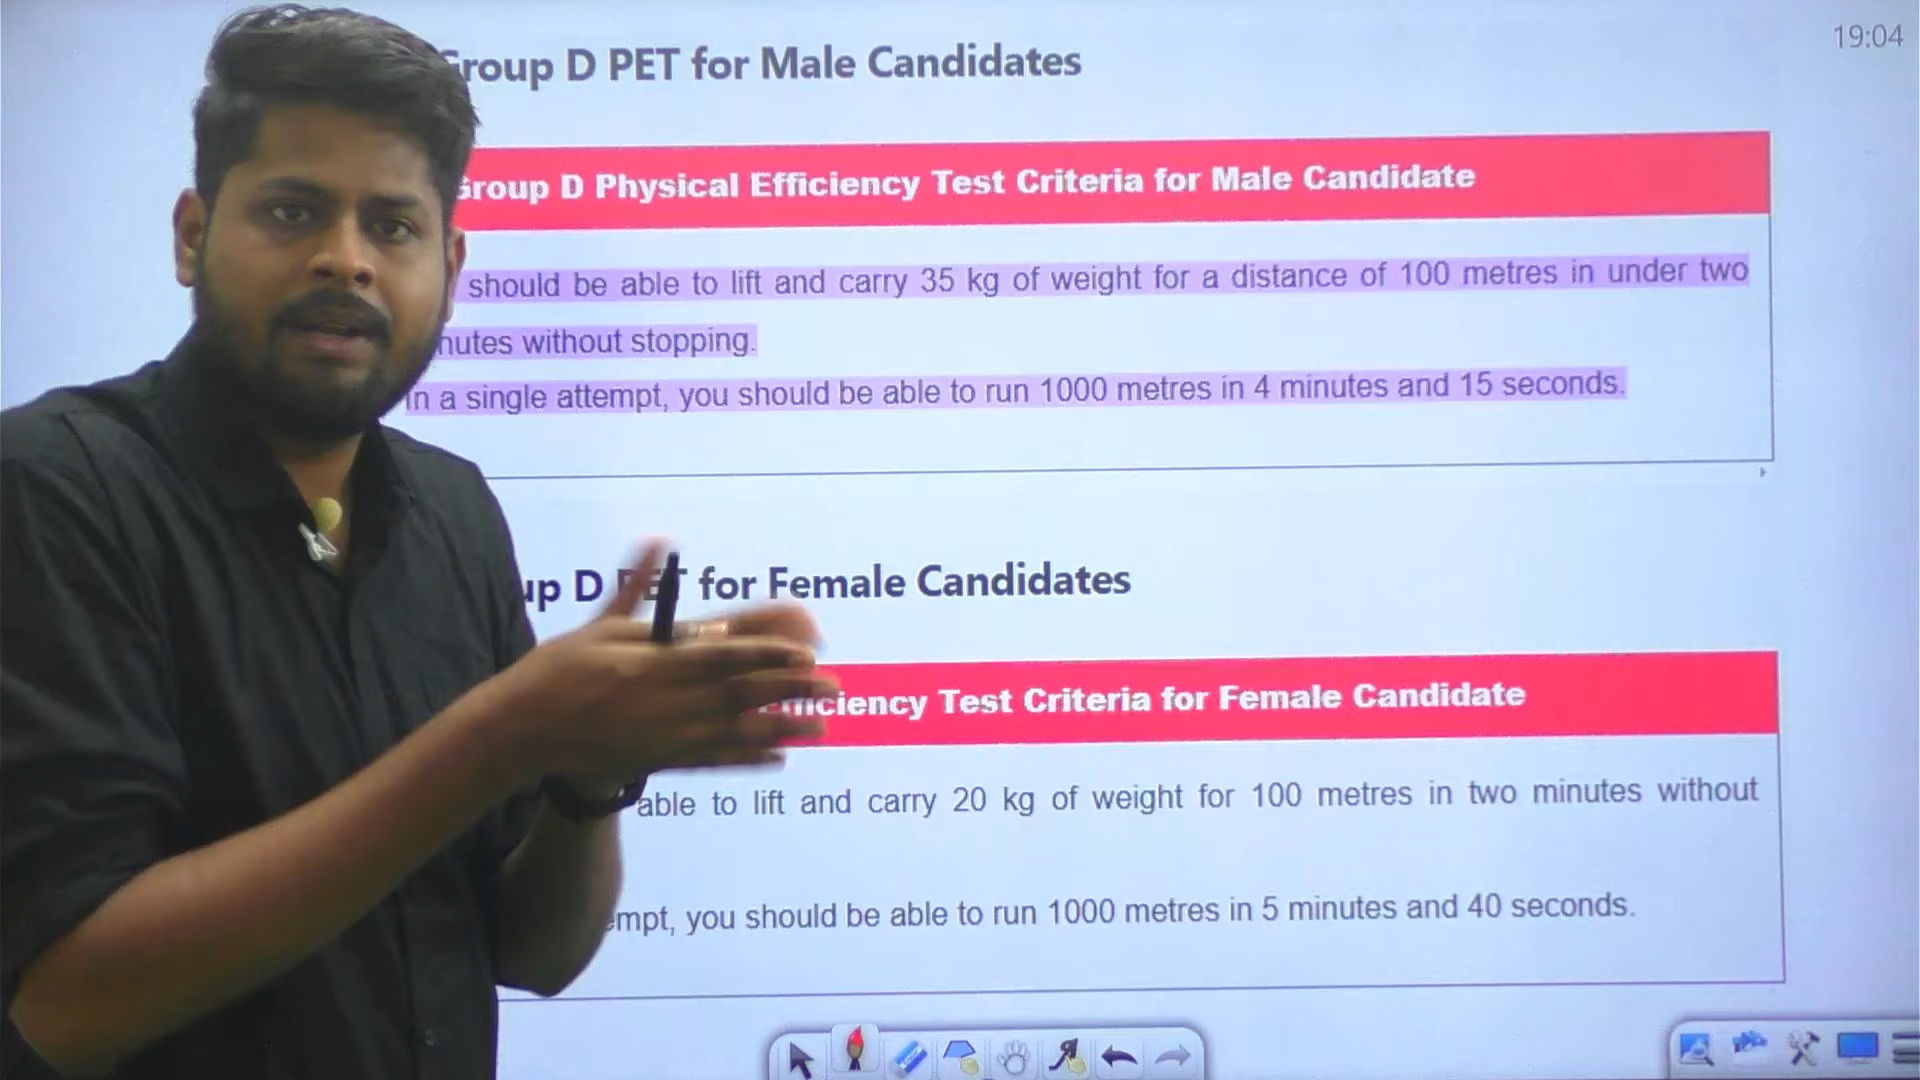 19:04
Group D PET for Male Candidates
Group D Physical Efficiency Test Criteria for Male Candidate
should be able to lift and carry 35 kg of weight for a distance of 100 metres in under two
without stopping.
In a single attempt, you should be able to run 1000 metres in 4 minutes and 15 seconds.
D PET for Female Candidates
Efficiency Test Criteria for Female Candidate
able to lift and carry 20 kg of weight for 100 metres in two minutes without
you should be able to run 1000 metres in 5 minutes and 40 seconds.